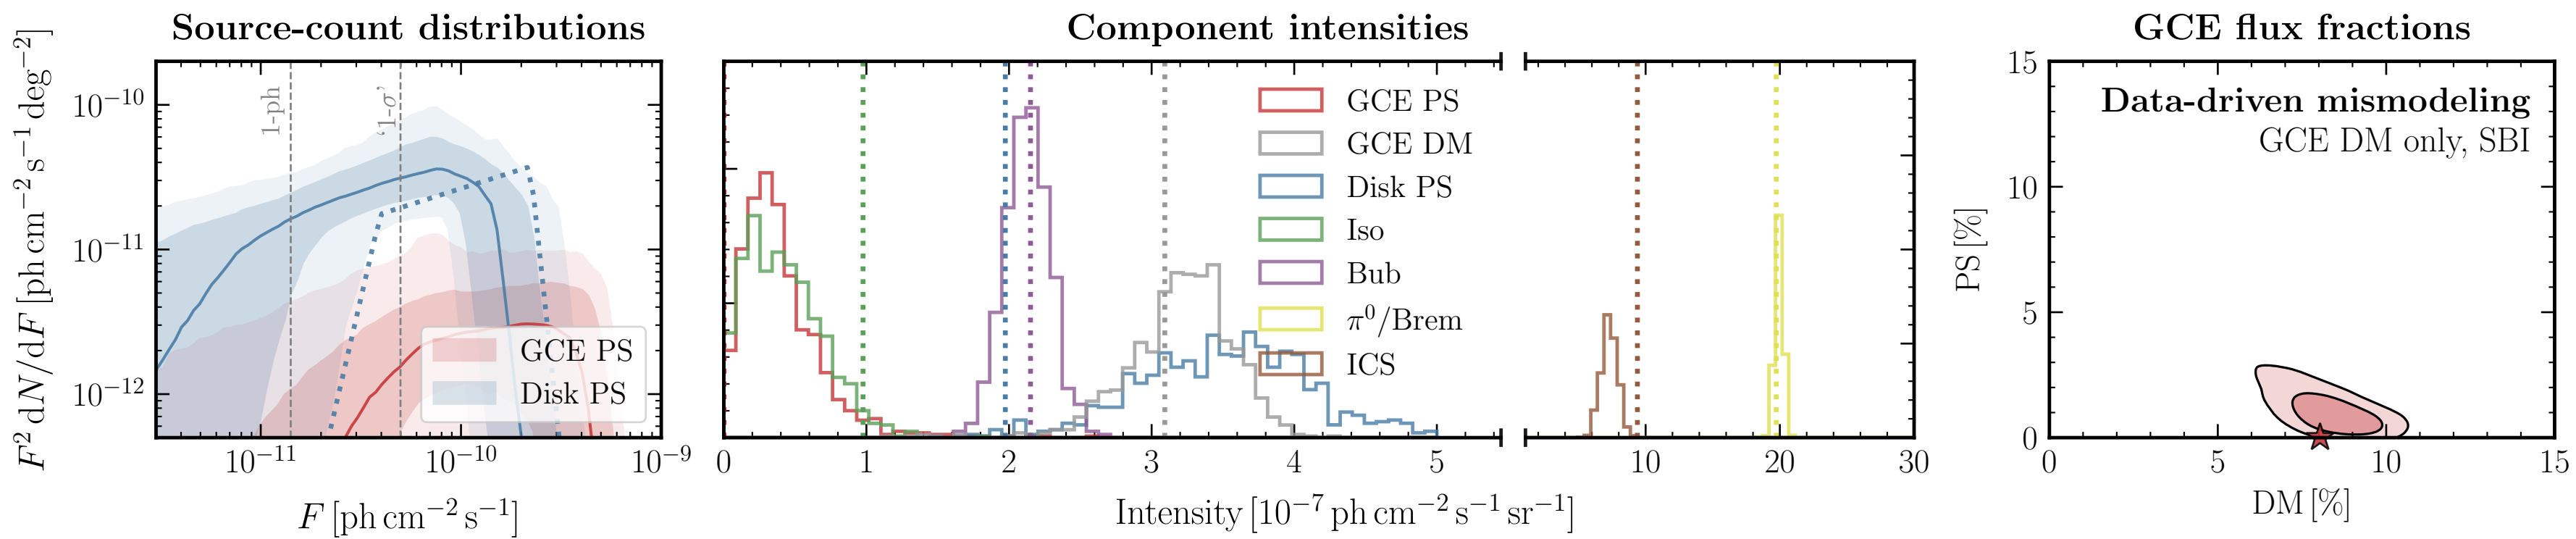 Source-count distributions
F² dN/dF [ph cm⁻² s⁻¹ deg⁻²]
10⁻¹⁰
10⁻¹¹
10⁻¹²
1-ph
'1-σ'
GCE PS
Disk PS
10⁻¹¹ 10⁻¹⁰ 10⁻⁹
F [ph cm⁻² s⁻¹]
Component intensities
GCE PS
GCE DM
Disk PS
Iso
Bub
π⁰/Brem
ICS
0 1 2 3 4 5 10 20 30
Intensity [10⁻⁷ ph cm⁻² s⁻¹ sr⁻¹]
GCE flux fractions
PS [%]
15
10
5
0
Data-driven mismodeling
GCE DM only, SBI
0 5 10 15
DM [%]